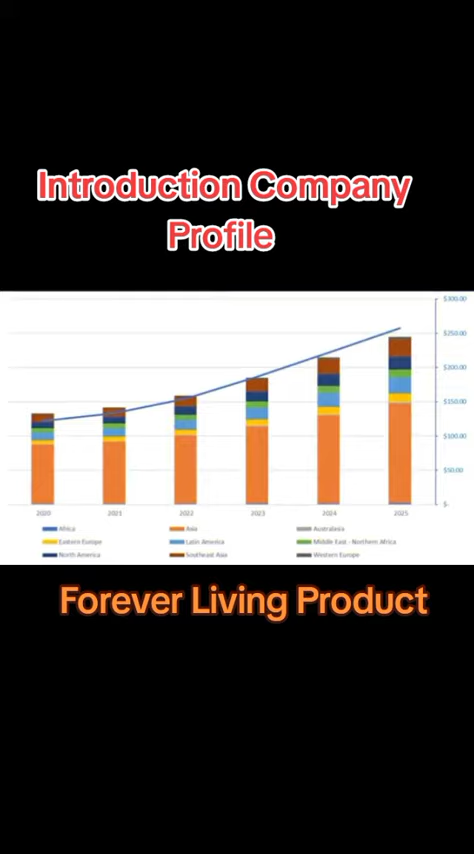 Introduction Company
Profile
$300.00
$250.00
$200.00
$150.00
$100.00
$50.00
$-
2020 2021 2022 2023 2024 2025
Africa Asia Australasia
Eastern Europe Latin America Middle East - Northern Africa
North America Southeast Asia Western Europe
Forever Living Product